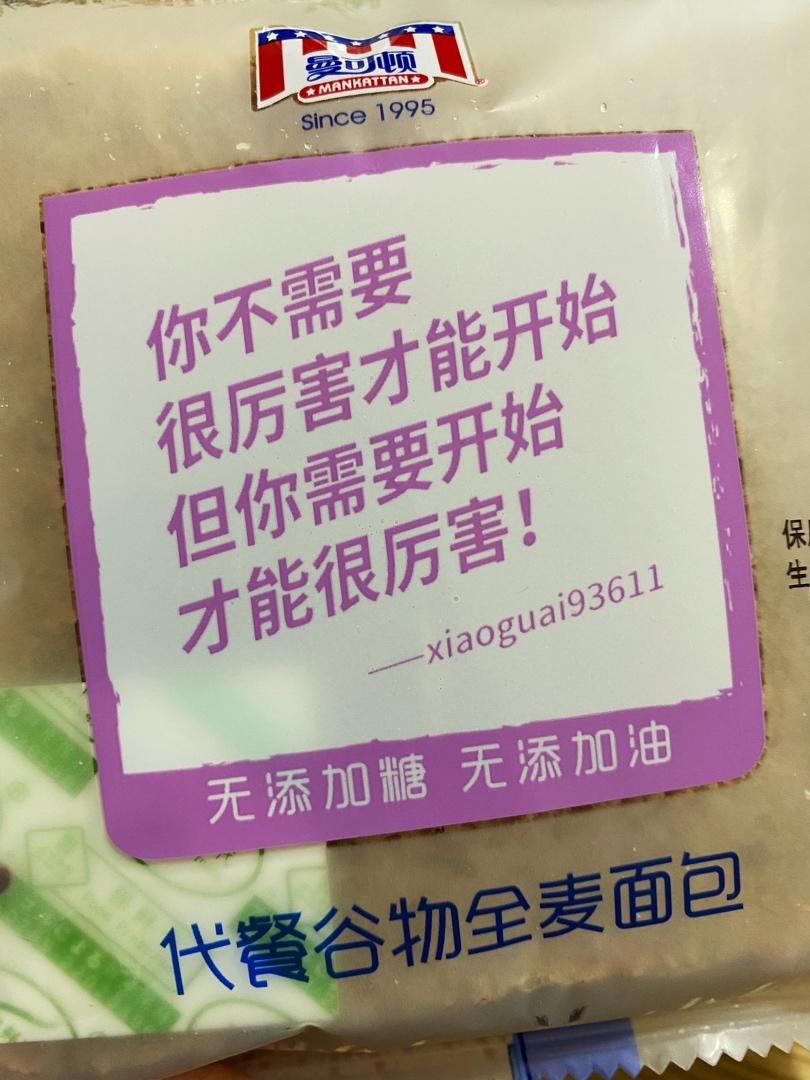 曼可顿
MANKATTAN
Since 1995
你不需要
很厉害才能开始
但你需要开始
才能很厉害！
——xiaoguai93611
无添加糖 无添加油
代餐谷物全麦面包
保
生